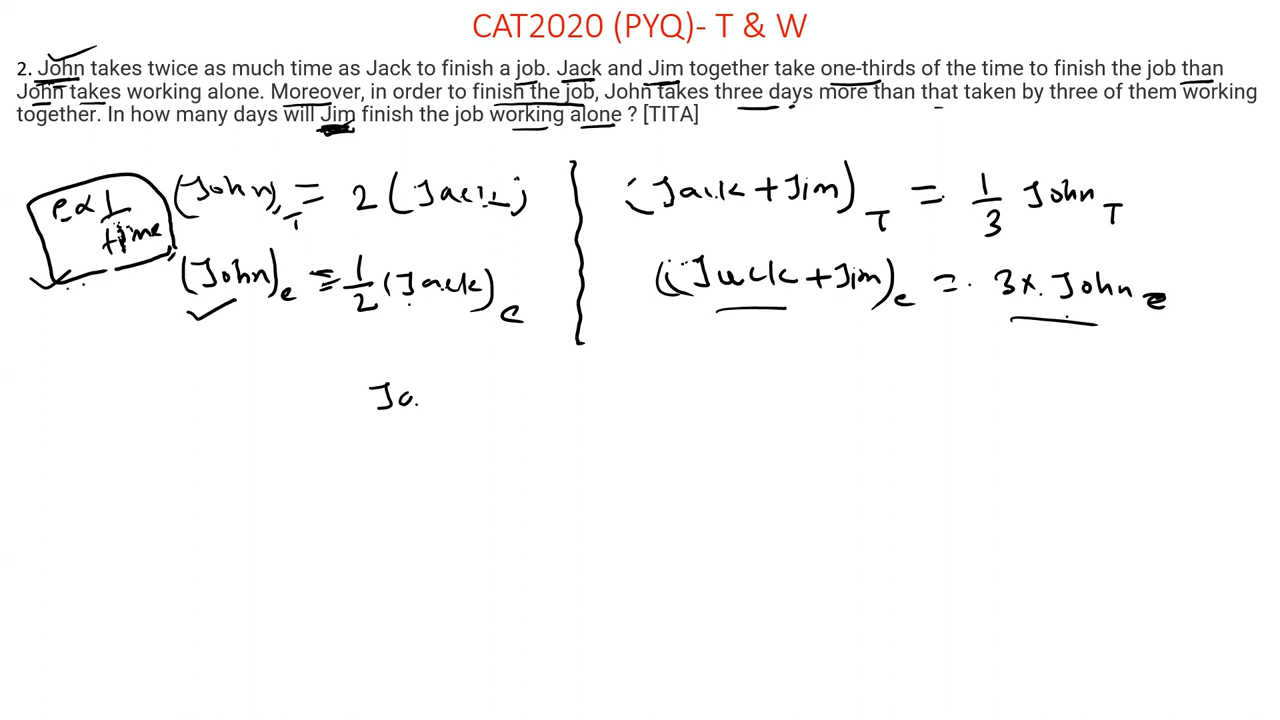 CAT2020 (PYQ)- T & W
2. John takes twice as much time as Jack to finish a job. Jack and Jim together take one-thirds of the time to finish the job than
John takes working alone. Moreover, in order to finish the job, John takes three days more than that taken by three of them working
together. In how many days will Jim finish the job working alone ? [TITA]
e ∝ 1/time
(John)T = 2 (Jack)
(John)e = 1/2 (Jack)e
(Jack + Jim)T = 1/3 John T
(Jack + Jim)e = 3x John e
Jo